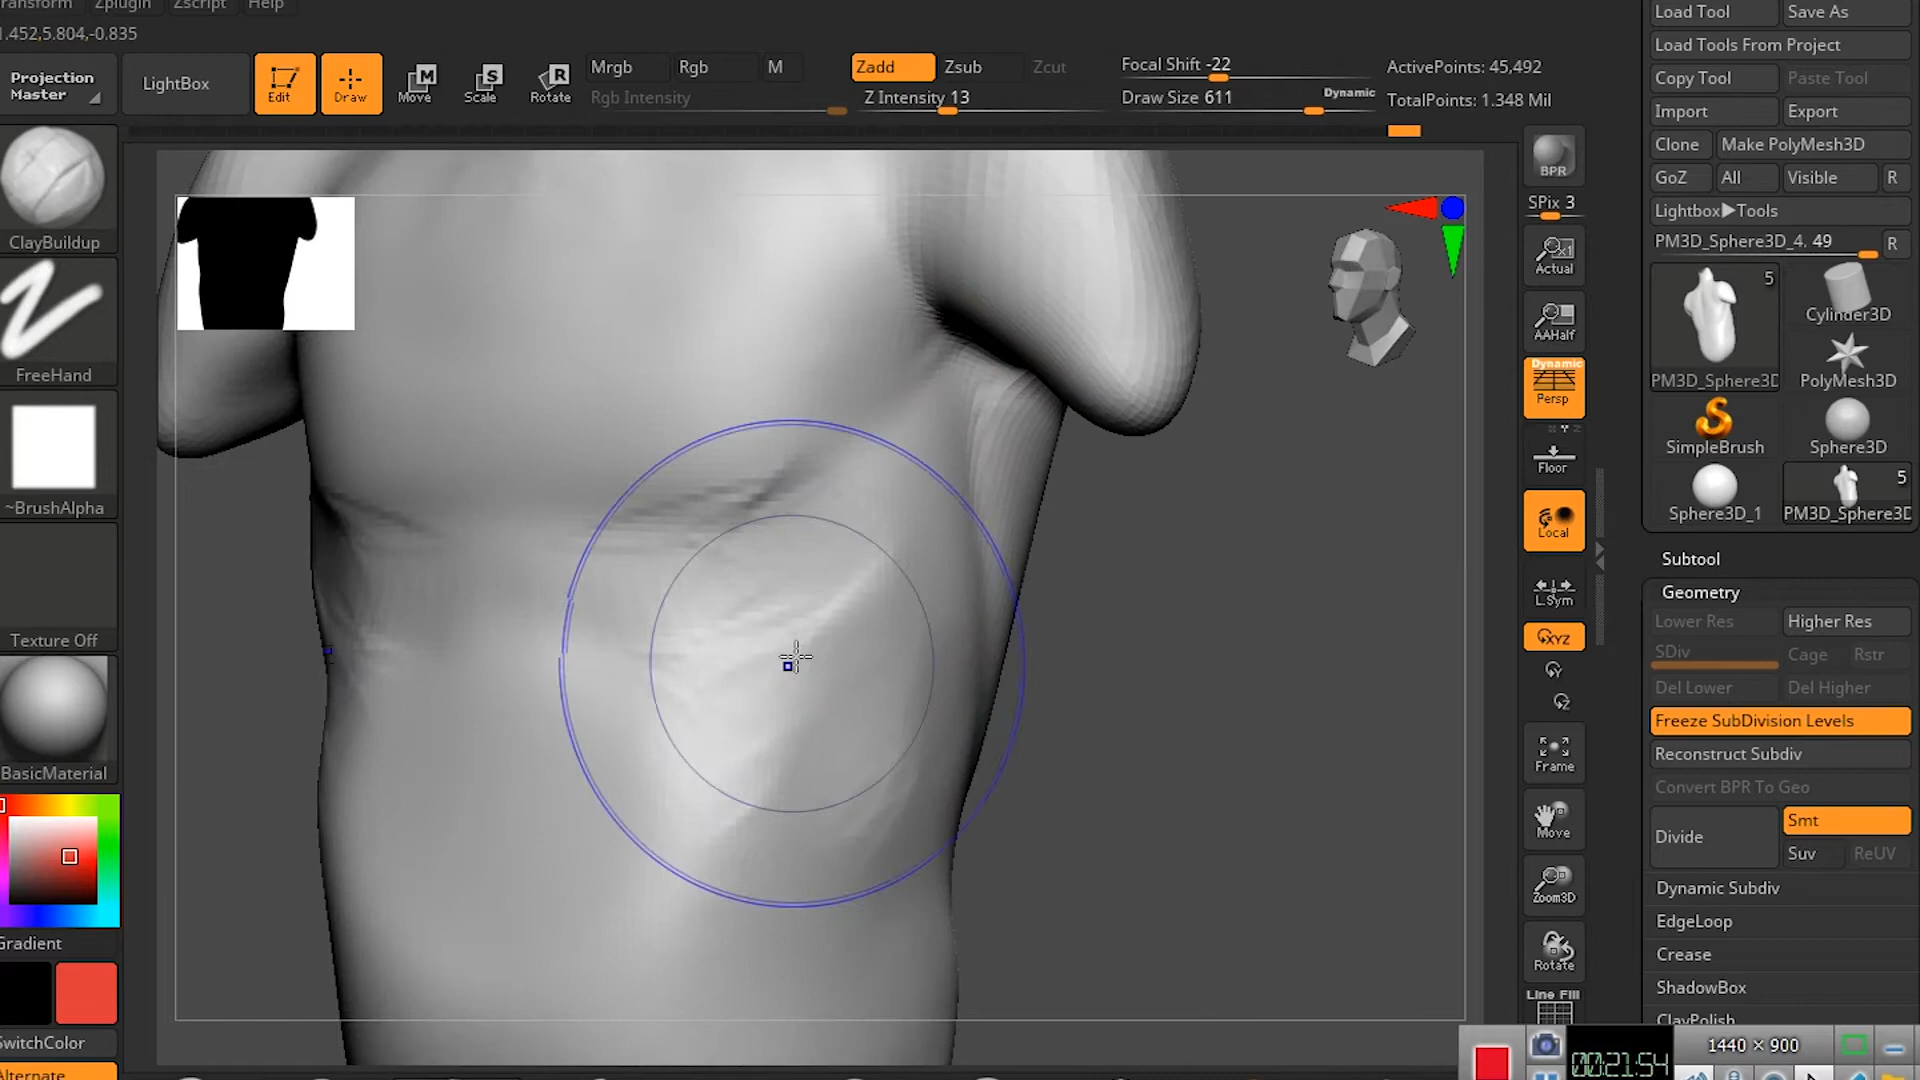 Transform Zplugin Zscript Help
1.452,5.804,-0.835
Projection Master
LightBox
Edit
Draw
M
Move
S
Scale
R
Rotate
Mrgb Rgb M
Rgb Intensity
Zadd Zsub Zcut
Z Intensity 13
Focal Shift -22
Draw Size 611
Dynamic
ActivePoints: 45,492
TotalPoints: 1.348 Mil
ClayBuildup
FreeHand
~BrushAlpha
Texture Off
BasicMaterial
Gradient
SwitchColor
Alternate
BPR
SPix 3
x1
Actual
AAHalf
Dynamic
Persp
Floor
Local
L.Sym
XYZ
Y
Z
Frame
Move
Zoom3D
Rotate
Line Fill
Load Tool Save As
Load Tools From Project
Copy Tool Paste Tool
Import Export
Clone Make PolyMesh3D
GoZ All Visible R
Lightbox▶Tools
PM3D_Sphere3D_4. 49 R
5
PM3D_Sphere3D
Cylinder3D
PolyMesh3D
SimpleBrush
Sphere3D
Sphere3D_1
5
PM3D_Sphere3D
Subtool
Geometry
Lower Res Higher Res
SDiv Cage Rstr
Del Lower Del Higher
Freeze SubDivision Levels
Reconstruct Subdiv
Convert BPR To Geo
Divide
Smt
Suv ReUV
Dynamic Subdiv
EdgeLoop
Crease
ShadowBox
ClayPolish
00:21:54
1440 × 900